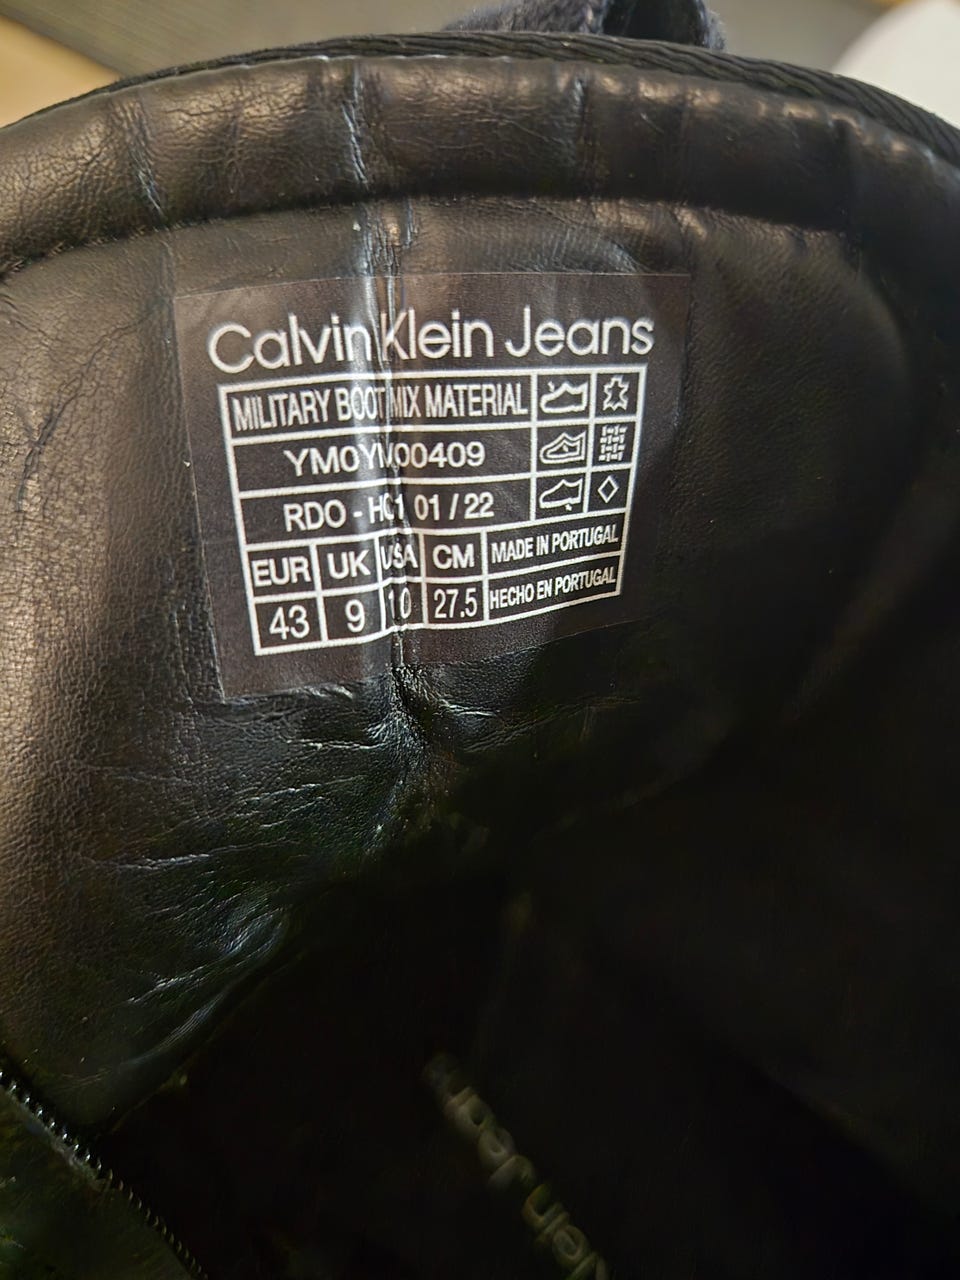 Calvin Klein Jeans
MILITARY BOOT MIX MATERIAL
YM0YM00409
RDO - HC1 01 / 22
EUR UK USA CM MADE IN PORTUGAL
43 9 10 27.5 HECHO EN PORTUGAL